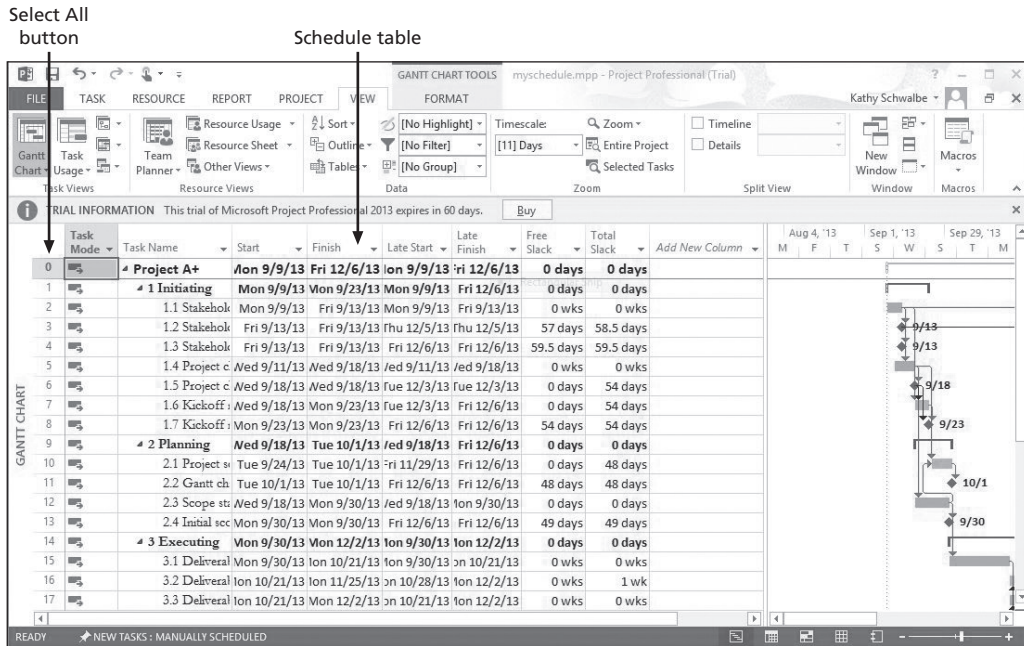 Select All
button
Schedule table
GANTT CHART TOOLS myschedule.mpp - Project Professional (Trial)
FILE TASK RESOURCE REPORT PROJECT VIEW FORMAT Kathy Schwalbe
Gantt Chart Task Usage Team Planner Resource Usage Resource Sheet Other Views Sort Outline Tables [No Highlight] [No Filter] [No Group] Timescale: [11] Days Zoom Entire Project Selected Tasks Timeline Details New Window Macros
Task Views Resource Views Data Zoom Split View Window Macros
TRIAL INFORMATION This trial of Microsoft Project Professional 2013 expires in 60 days. Buy
Task Mode Task Name Start Finish Late Start Late Finish Free Slack Total Slack Add New Column Aug 4, '13 Sep 1, '13 Sep 29, '13
M F T S W S T M
0 Project A+ Mon 9/9/13 Fri 12/6/13 Mon 9/9/13 Fri 12/6/13 0 days 0 days
1 1 Initiating Mon 9/9/13 Mon 9/23/13 Mon 9/9/13 Fri 12/6/13 0 days 0 days
2 1.1 Stakehol Mon 9/9/13 Fri 9/13/13 Mon 9/9/13 Fri 9/13/13 0 wks 0 wks
3 1.2 Stakehol Fri 9/13/13 Fri 9/13/13 Thu 12/5/13 Thu 12/5/13 57 days 58.5 days 9/13
4 1.3 Stakehol Fri 9/13/13 Fri 9/13/13 Fri 12/6/13 Fri 12/6/13 59.5 days 59.5 days 9/13
5 1.4 Project c Wed 9/11/13 Wed 9/18/13 Wed 9/11/13 Wed 9/18/13 0 wks 0 wks
6 1.5 Project c Wed 9/18/13 Wed 9/18/13 Tue 12/3/13 Tue 12/3/13 0 days 54 days 9/18
7 1.6 Kickoff Wed 9/18/13 Mon 9/23/13 Tue 12/3/13 Fri 12/6/13 0 days 54 days
8 1.7 Kickoff Mon 9/23/13 Mon 9/23/13 Fri 12/6/13 Fri 12/6/13 54 days 54 days 9/23
9 2 Planning Wed 9/18/13 Tue 10/1/13 Wed 9/18/13 Fri 12/6/13 0 days 0 days
10 2.1 Project Tue 9/24/13 Tue 10/1/13 Fri 11/29/13 Fri 12/6/13 0 days 48 days
11 2.2 Gantt ch Tue 10/1/13 Tue 10/1/13 Fri 12/6/13 Fri 12/6/13 48 days 48 days 10/1
12 2.3 Scope sta Wed 9/18/13 Mon 9/30/13 Wed 9/18/13 Mon 9/30/13 0 days 0 days
13 2.4 Initial sco Mon 9/30/13 Mon 9/30/13 Fri 12/6/13 Fri 12/6/13 49 days 49 days 9/30
14 3 Executing Mon 9/30/13 Mon 12/2/13 Mon 9/30/13 Mon 12/2/13 0 days 0 days
15 3.1 Deliveral Mon 9/30/13 Mon 10/21/13 Mon 9/30/13 Mon 10/21/13 0 wks 0 wks
16 3.2 Deliveral Mon 10/21/13 Mon 11/25/13 Mon 10/28/13 Mon 12/2/13 0 wks 1 wk
17 3.3 Deliveral Mon 10/21/13 Mon 12/2/13 Mon 10/21/13 Mon 12/2/13 0 wks 0 wks
GANTT CHART
READY NEW TASKS : MANUALLY SCHEDULED